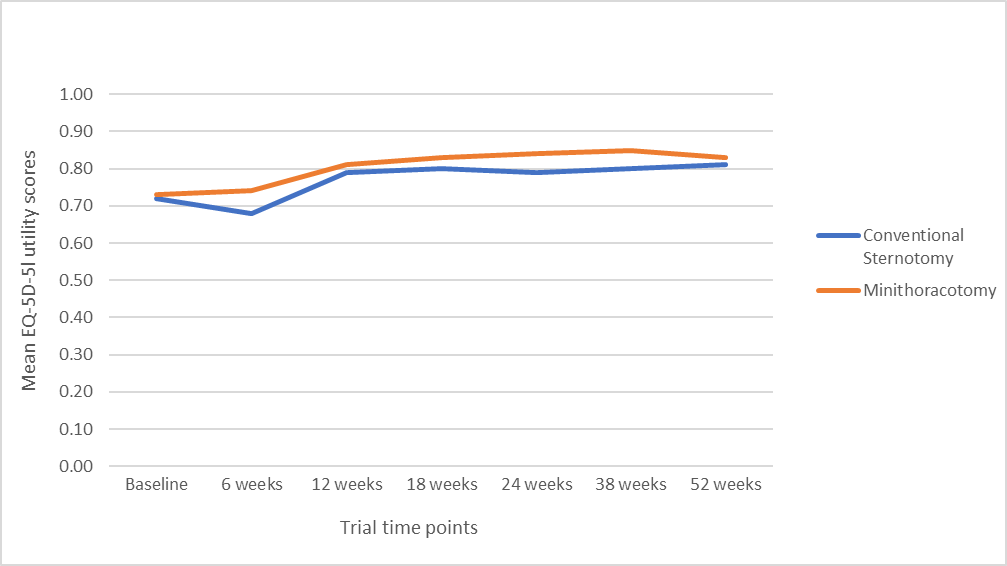 1.00
0.90
0.80
0.70
0.60
0.50
0.40
0.30
0.20
0.10
0.00
Mean EQ-5D-5l utility scores
Baseline 6 weeks 12 weeks 18 weeks 24 weeks 38 weeks 52 weeks
Trial time points
Conventional
Sternotomy
Minithoracotomy